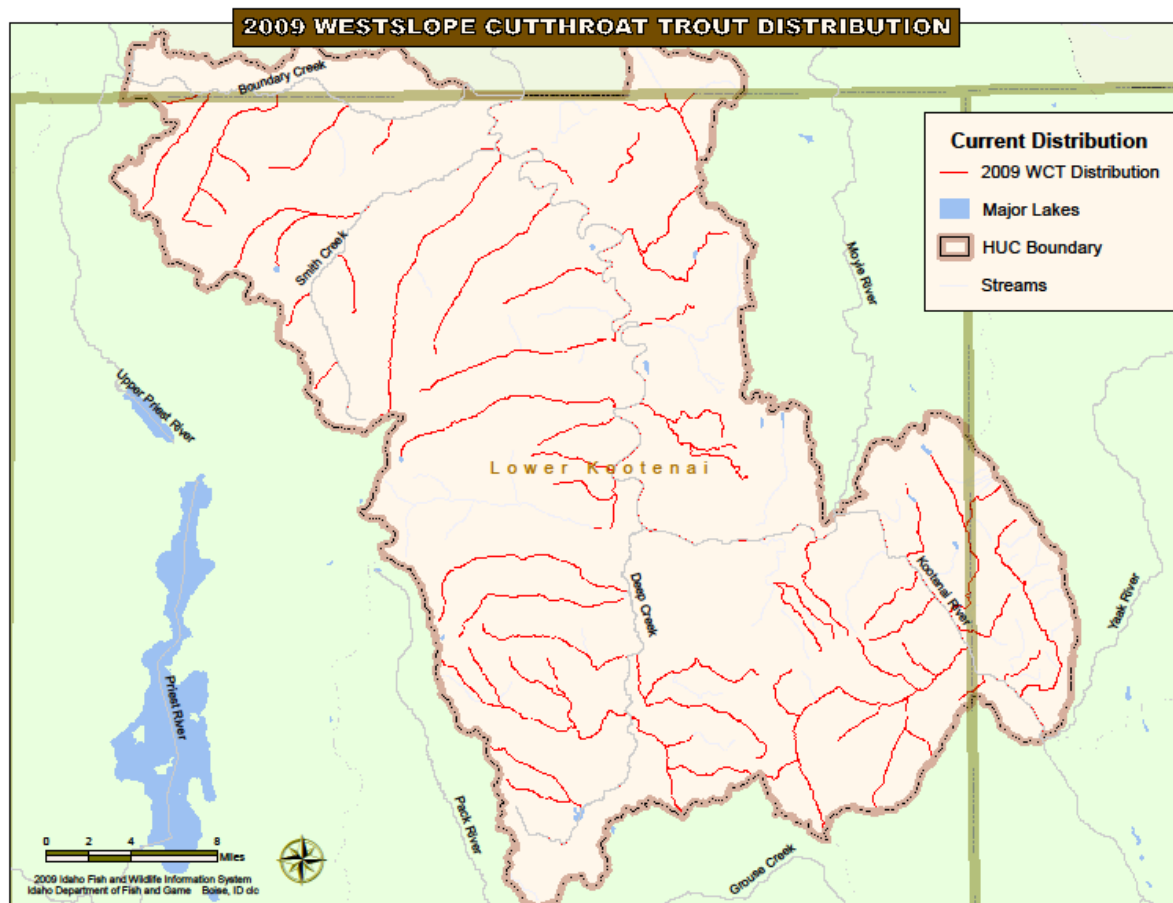 2009 WESTSLOPE CUTTHROAT TROUT DISTRIBUTION
Boundary Creek
Current Distribution
2009 WCT Distribution
Major Lakes
HUC Boundary
Streams
Smith Creek
Moyie River
Upper Priest River
Lower Kootenai
Kootenai River
Deep Creek
Yaak River
Priest River
Pack River
Grouse Creek
0 2 4 8
Miles
2009 Idaho Fish and Wildlife Information System
Idaho Department of Fish and Game Boise, ID clc